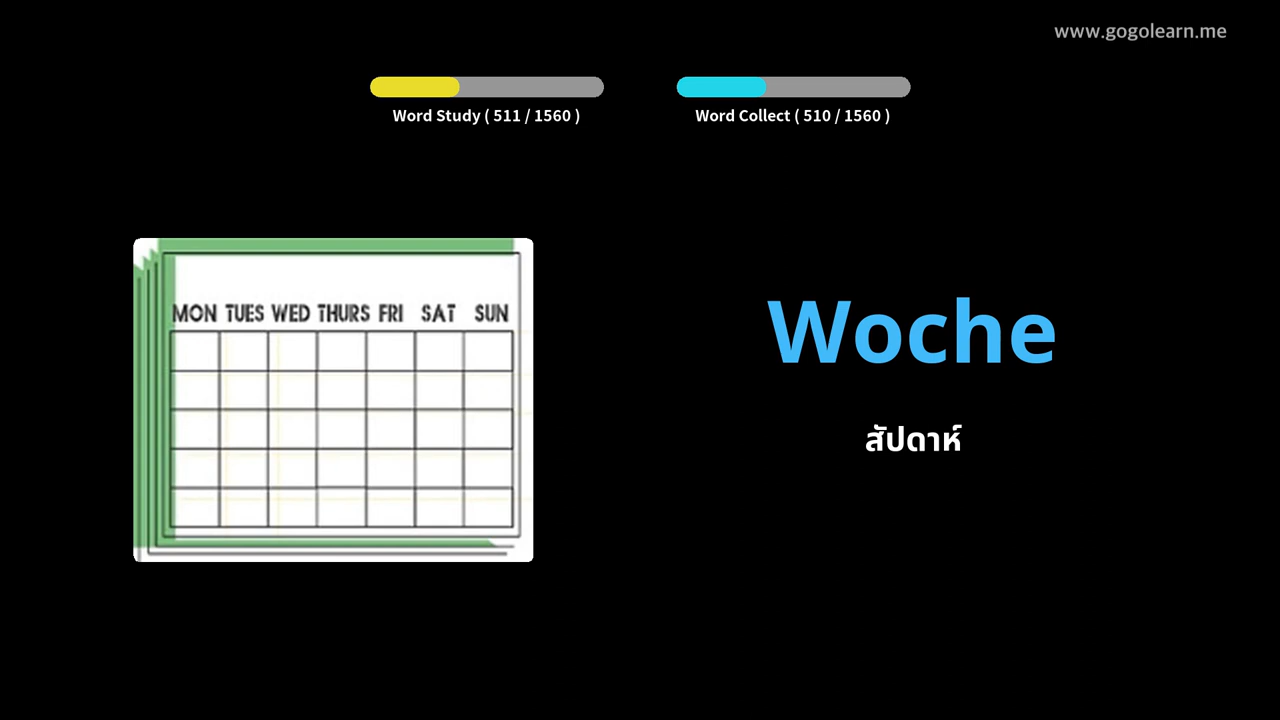 www.gogolearn.me
Word Study ( 511 / 1560 )
Word Collect ( 510 / 1560 )
MON TUES WED THURS FRI SAT SUN
Woche
สัปดาห์